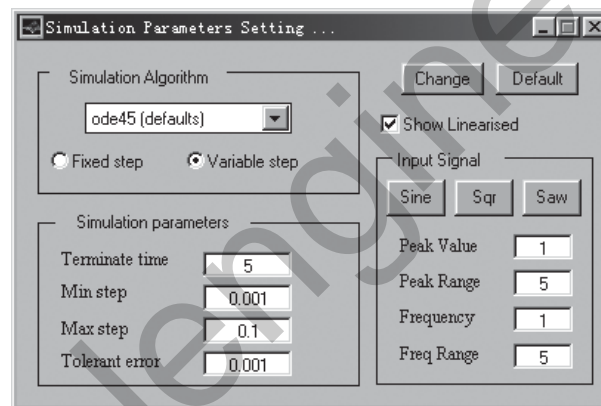 Simulation Parameters Setting ...
Simulation Algorithm
ode45 (defaults)
Fixed step
Variable step
Simulation parameters
Terminate time 5
Min step 0.001
Max step 0.1
Tolerant error 0.001
Change Default
Show Linearised
Input Signal
Sine Sqr Saw
Peak Value 1
Peak Range 5
Frequency 1
Freq Range 5